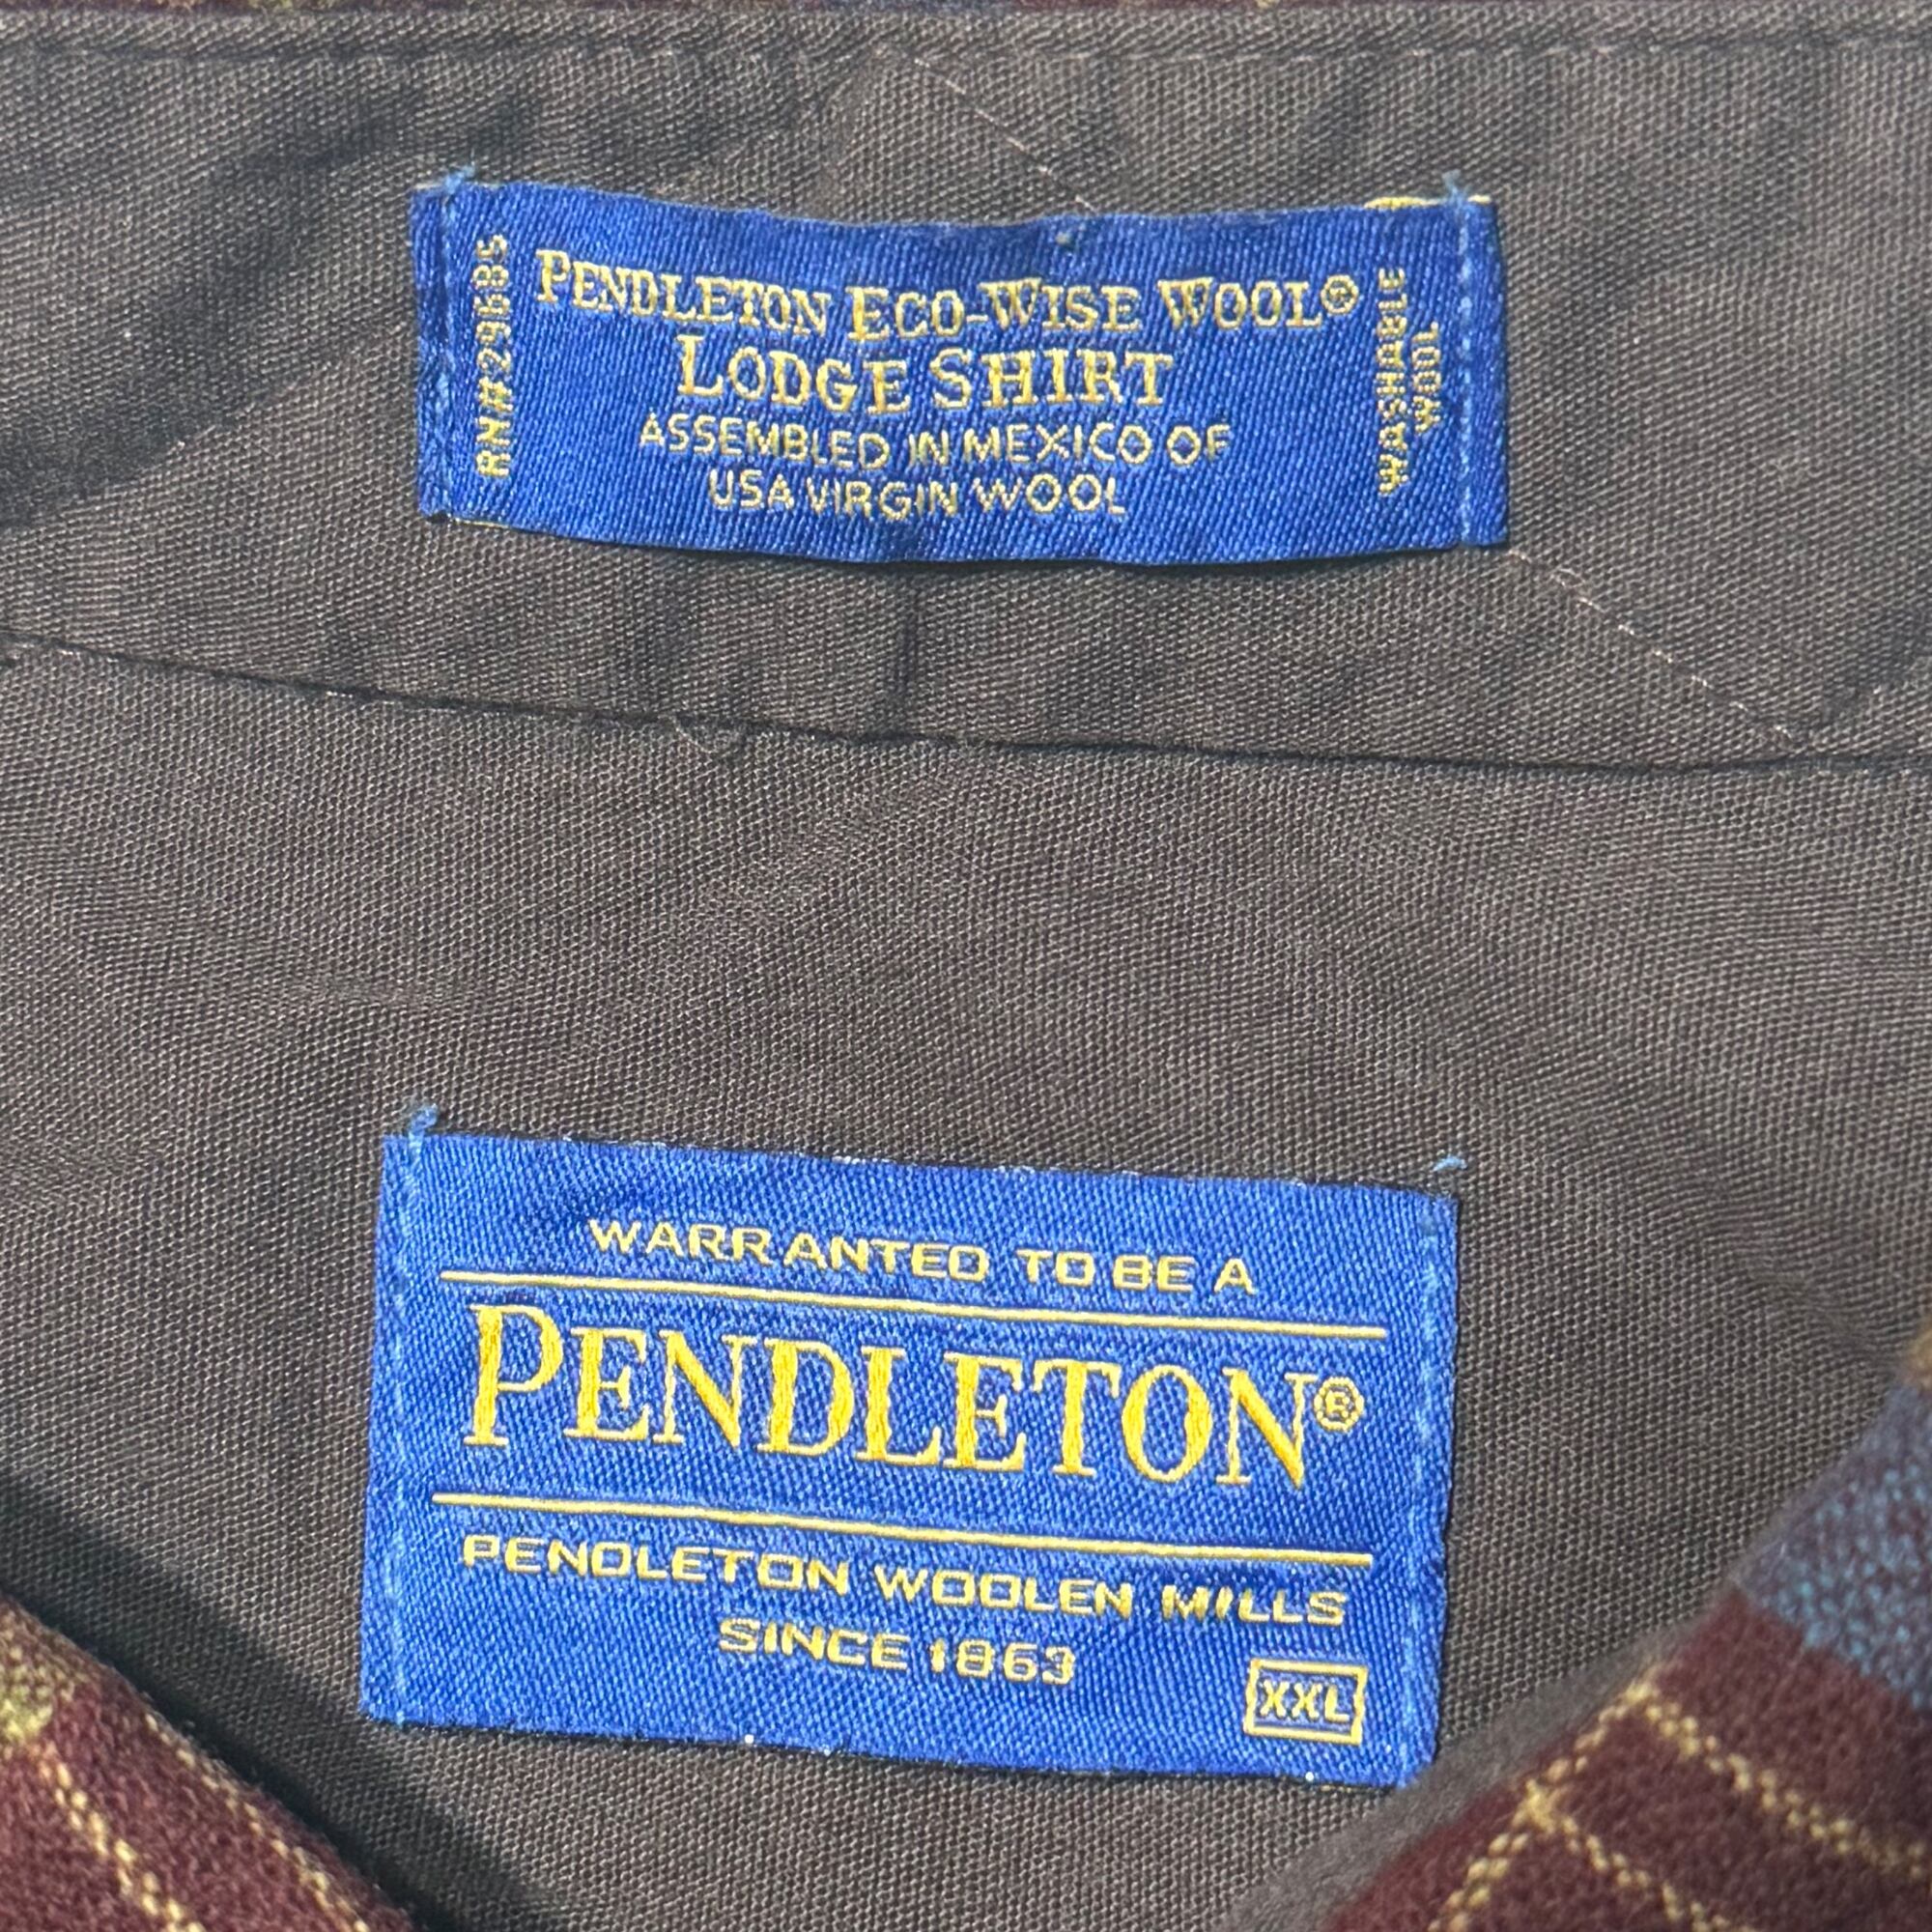 RN#29685
PENDLETON ECO-WISE WOOL®
LODGE SHIRT
ASSEMBLED IN MEXICO OF
USA VIRGIN WOOL
WASHABLE
WOOL
WARRANTED TO BE A
PENDLETON®
PENDLETON WOOLEN MILLS
SINCE 1863
XXL